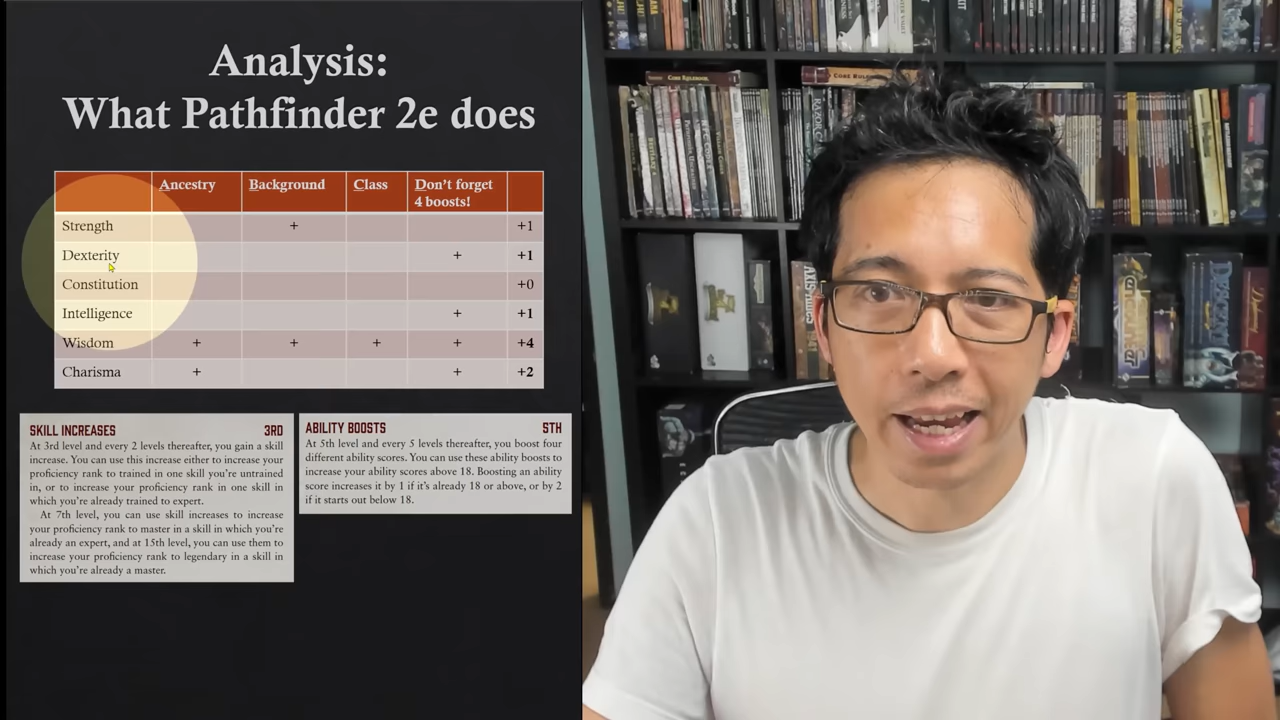 Analysis:
What Pathfinder 2e does
Ancestry Background Class Don't forget
4 boosts!
Strength + +1
Dexterity + +1
Constitution +0
Intelligence + +1
Wisdom + + + + +4
Charisma + + +2
SKILL INCREASES 3RD
At 3rd level and every 2 levels thereafter, you gain a skill
increase. You can use this increase either to increase your
proficiency rank to trained in one skill you're untrained
in, or to increase your proficiency rank in one skill in
which you're already trained to expert.
At 7th level, you can use skill increases to increase
your proficiency rank to master in a skill in which you're
already an expert, and at 15th level, you can use them to
increase your proficiency rank to legendary in a skill in
which you're already a master.
ABILITY BOOSTS 5TH
At 5th level and every 5 levels thereafter, you boost four
different ability scores. You can use these ability boosts to
increase your ability scores above 18. Boosting an ability
score increases it by 1 if it's already 18 or above, or by 2
if it starts out below 18.
CORE RULEBOOK
CORE RULE